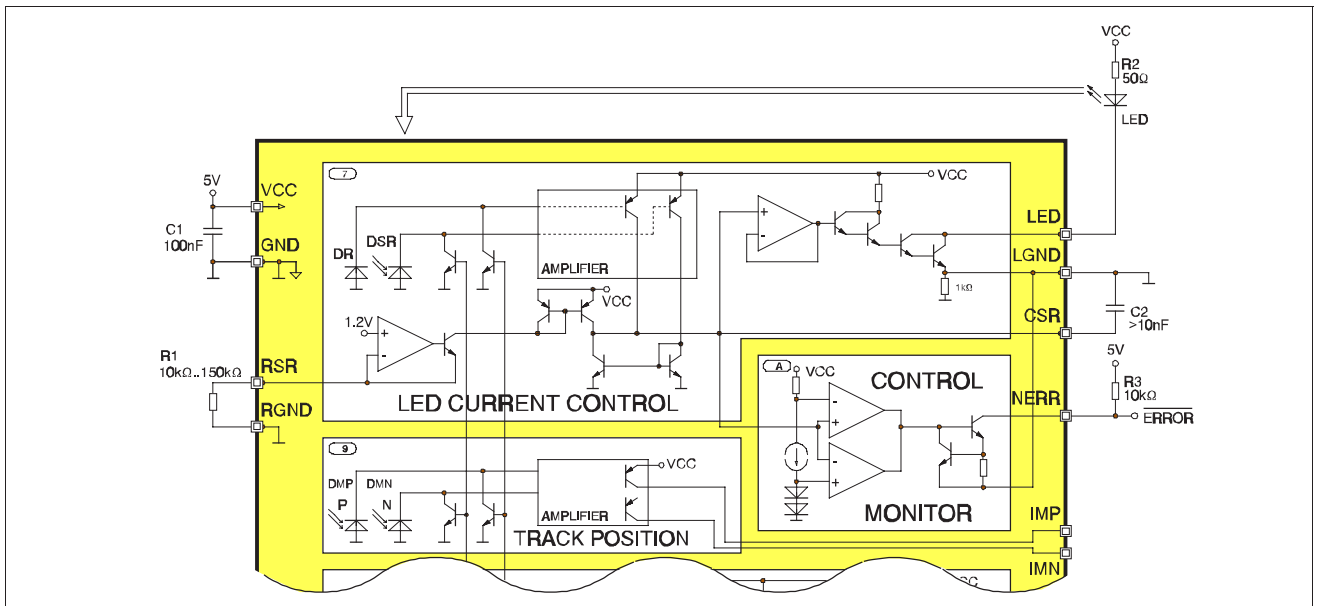 VCC
R2
50Ω
LED
7
VCC
5V
VCC
C1
100nF
GND
DR
DSR
AMPLIFIER
+
-
LED
LGND
1kΩ
CSR
C2
>10nF
VCC
1.2V
+
-
R1
10kΩ..150kΩ
RSR
RGND
LED CURRENT CONTROL
A
VCC
CONTROL
-
+
-
+
MONITOR
5V
R3
10kΩ
NERR
ERROR
9
DMP
P
DMN
N
VCC
AMPLIFIER
TRACK POSITION
IMP
IMN